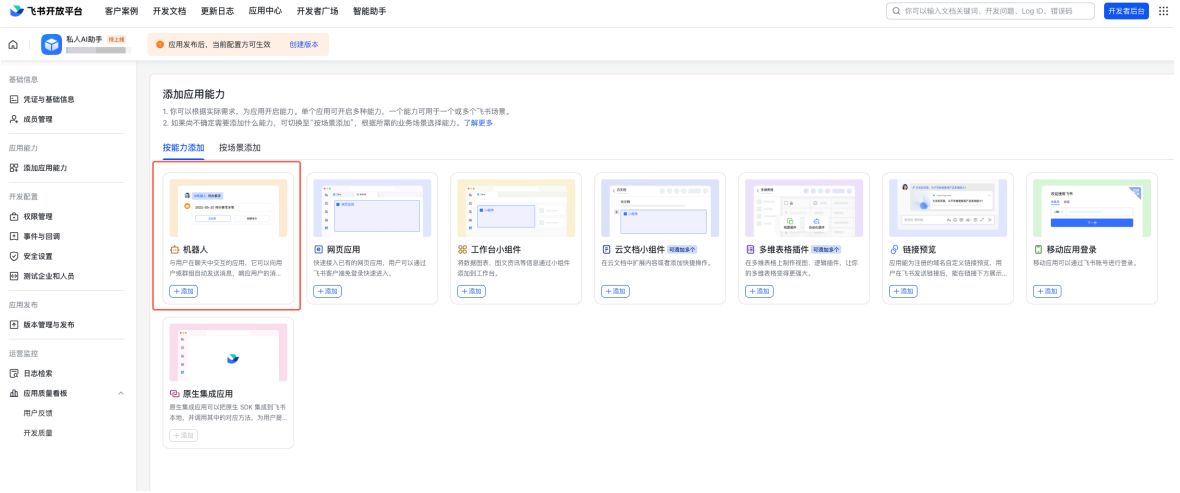 飞书开放平台
客户案例
开发文档
更新日志
应用中心
开发者广场
智能助手
你可以输入文档关键词、开发问题、Log ID、错误码
开发者后台
私人AI助手 待上线
应用发布后，当前配置方可生效 创建版本
基础信息
凭证与基础信息
成员管理
应用能力
添加应用能力
开发配置
权限管理
事件与回调
安全设置
测试企业和人员
应用发布
版本管理与发布
运营监控
日志检索
应用质量看板
用户反馈
开发质量
添加应用能力
1. 你可以根据实际需求，为应用开启能力。单个应用可开启多种能力，一个能力可用于一个或多个飞书场景。
2. 如果尚不确定需要添加什么能力，可切换至"按场景添加"，根据所需的业务场景选择能力。了解更多
按能力添加 按场景添加
机器人
与用户在聊天中交互的应用，它可以向用
户或群组自动发送消息，响应用户的消...
+ 添加
网页应用
快速接入已有的网页应用，用户可以通过
飞书客户端免登录快速进入。
+ 添加
工作台小组件
将数据图表、图文资讯等信息通过小组件
添加到工作台。
+ 添加
云文档小组件 可添加多个
在云文档中扩展内容或者添加快捷操作。
+ 添加
多维表格插件 可添加多个
在多维表格上制作视图、逻辑插件，让你
的多维表格变得更强大。
+ 添加
链接预览
应用能为注册的域名自定义链接预览，用
户在飞书发送链接后，能在链接下方展示...
+ 添加
移动应用登录
移动应用可以通过飞书账号进行登录。
+ 添加
原生集成应用
原生集成应用可以把原生 SDK 集成到飞书
本地，并调用其中的对应方法，为用户提...
+ 添加